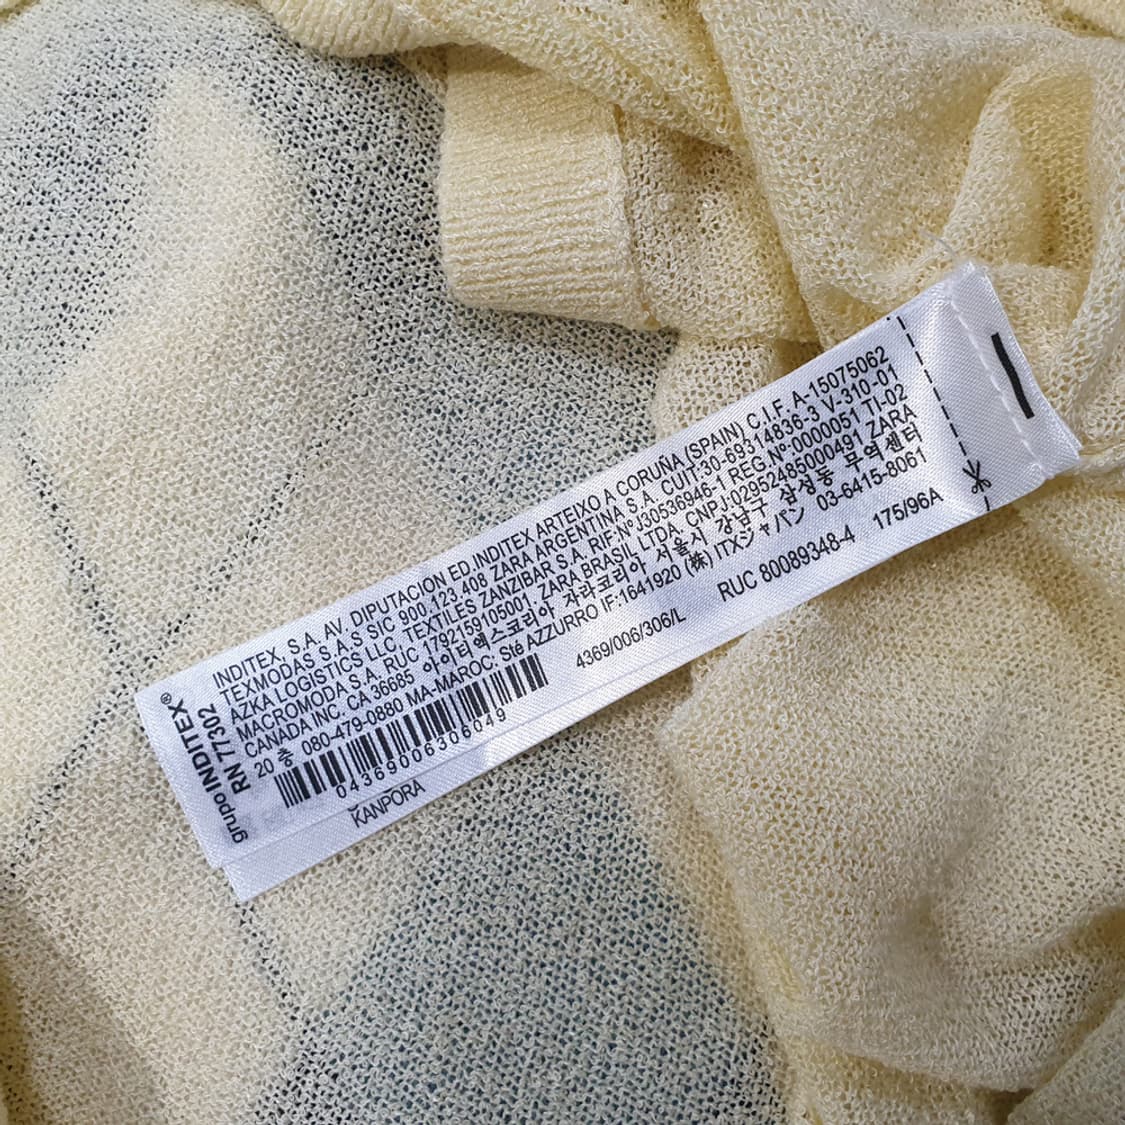 INDITEX, S.A. AV. DIPUTACION ED.INDITEX ARTEIXO A CORUÑA (SPAIN) C.I.F. A-15075062
TEXMODAS S.A.S SIC 900.123.408 ZARA ARGENTINA S.A. CUIT:30-69314836-3 V-310-01
AZKA LOGISTICS LLC, TEXTILES ZANZIBAR S.A. RIF:Nº J30536946-1 REG.Nº:0000051 TI-02
MACROMODA S.A., RUC 1792159105001, ZARA BRASIL LTDA, CNPJ:02952485000491 ZARA
CANADA INC. CA 36685 아이티엑스코리아 자라코리아 서울시 강남구 삼성동 무역센터
20 층 080-479-0880 MA-MAROC: Sté AZZURRO IF:1641920 (株) ITXジャパン 03-6415-8061
4369/006/306/L RUC 80089348-4 175/96A
04369006306049
grupo INDITEX®
RN 77302
KANPORA